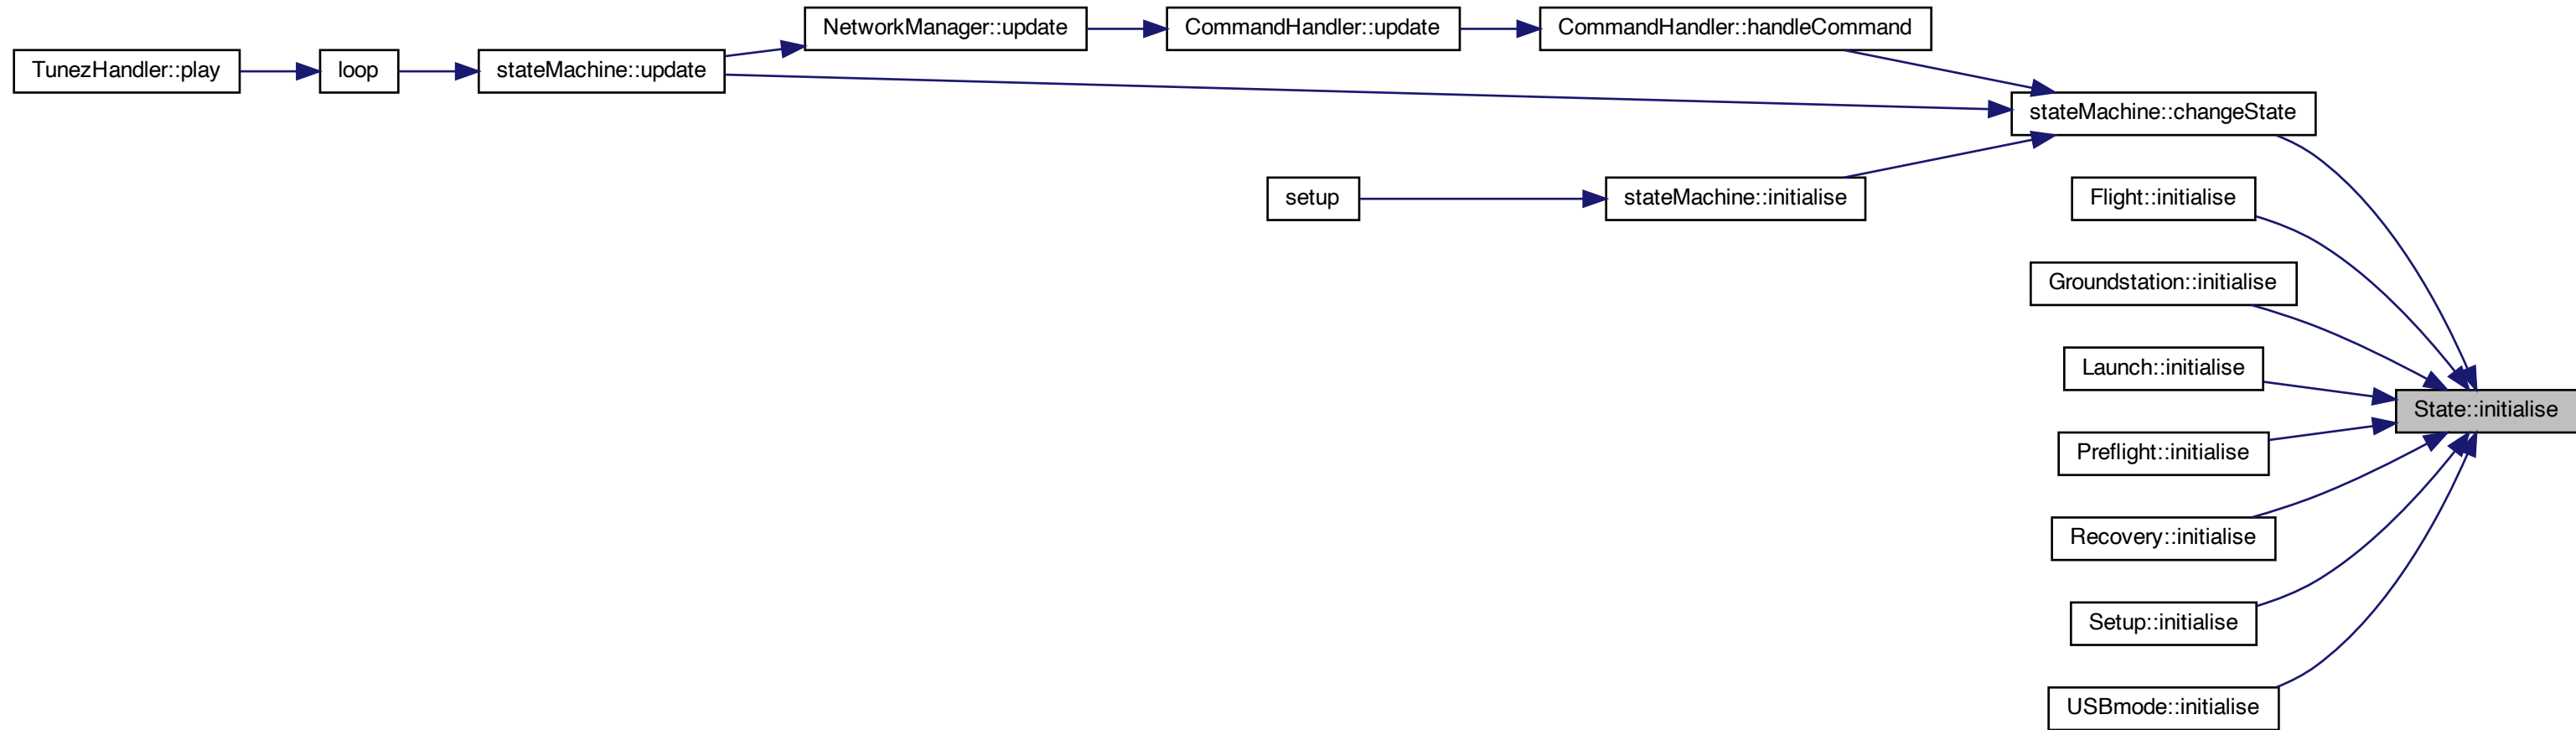 NetworkManager::update
CommandHandler::update
CommandHandler::handleCommand
TunezHandler::play
loop
stateMachine::update
stateMachine::changeState
setup
stateMachine::initialise
Flight::initialise
Groundstation::initialise
Launch::initialise
State::initialise
Preflight::initialise
Recovery::initialise
Setup::initialise
USBmode::initialise